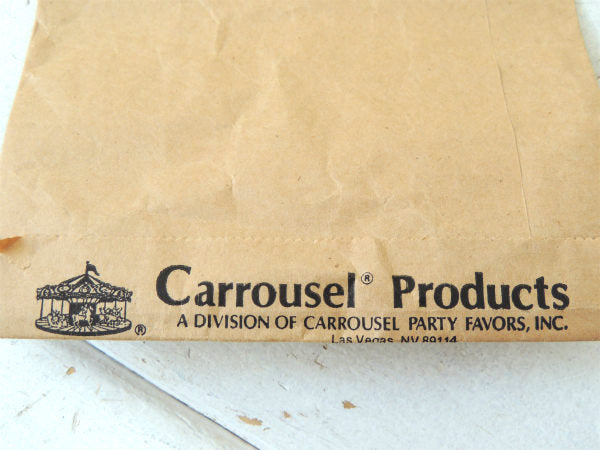 Carrousel® Products
A DIVISION OF CARROUSEL PARTY FAVORS, INC.
Las Vegas, NV 89114
®